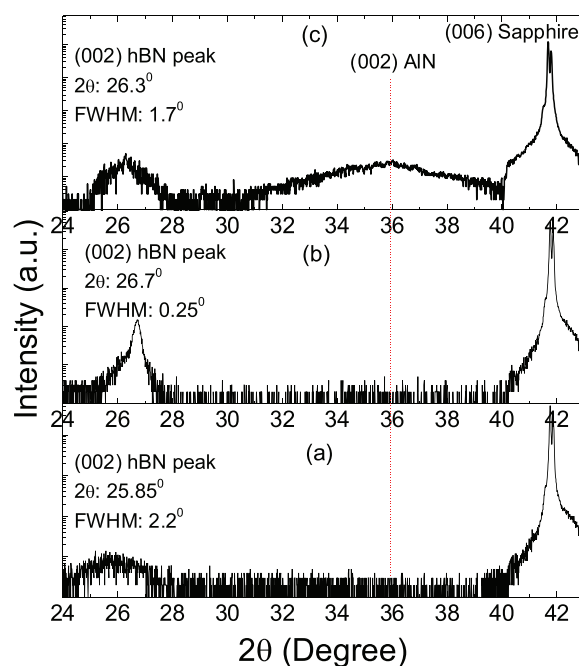 (006) Sapphire
(c)
(002) hBN peak
(002) AlN
2θ: 26.3⁰
FWHM: 1.7⁰
24 26 28 30 32 34 36 38 40 42
(b)
(002) hBN peak
2θ: 26.7⁰
FWHM: 0.25⁰
24 26 28 30 32 34 36 38 40 42
(a)
(002) hBN peak
2θ: 25.85⁰
FWHM: 2.2⁰
24 26 28 30 32 34 36 38 40 42
2θ (Degree)
Intensity (a.u.)